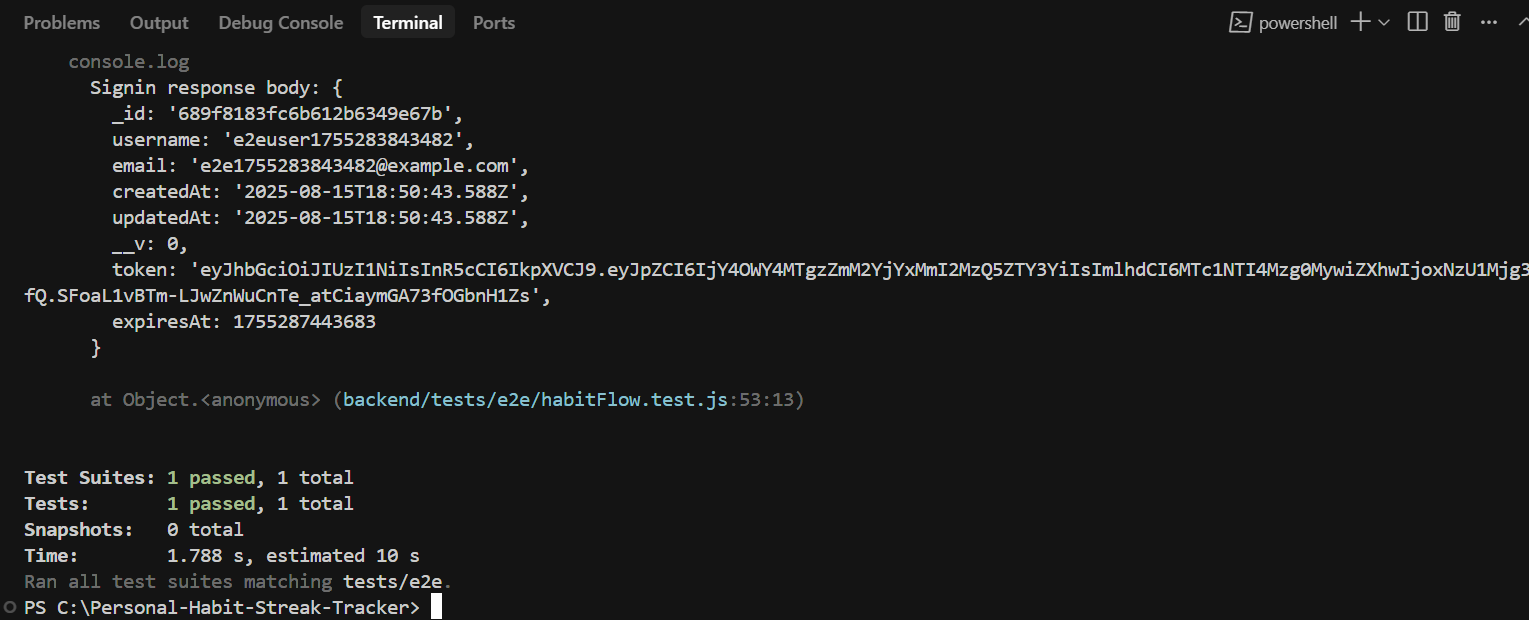 Problems Output Debug Console Terminal Ports powershell
console.log
Signin response body: {
_id: '689f8183fc6b612b6349e67b',
username: 'e2euser1755283843482',
email: 'e2e1755283843482@example.com',
createdAt: '2025-08-15T18:50:43.588Z',
updatedAt: '2025-08-15T18:50:43.588Z',
__v: 0,
token: 'eyJhbGciOiJIUzI1NiIsInR5cCI6IkpXVCJ9.eyJpZCI6IjY4OWY4MTgzZmM2YjYxMmI2MzQ5ZTY3YiIsImlhdCI6MTc1NTI4Mzg0MywiZXhwIjoxNzU1Mjg3
fQ.SFoaL1vBTm-LJwZnWuCnTe_atCiaymGA73fOGbnH1Zs',
expiresAt: 1755287443683
}
at Object.<anonymous> (backend/tests/e2e/habitFlow.test.js:53:13)
Test Suites: 1 passed, 1 total
Tests: 1 passed, 1 total
Snapshots: 0 total
Time: 1.788 s, estimated 10 s
Ran all test suites matching tests/e2e.
PS C:\Personal-Habit-Streak-Tracker>